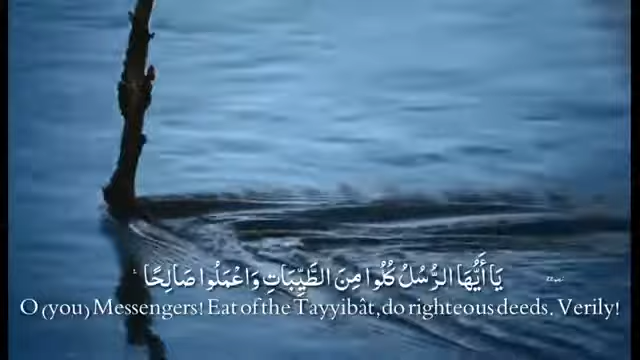 يَا أَيُّهَا الرُّسُلُ كُلُوا مِنَ الطَّيِّبَاتِ وَاعْمَلُوا صَالِحًا
O (you) Messengers! Eat of the Tayyibât, do righteous deeds. Verily!